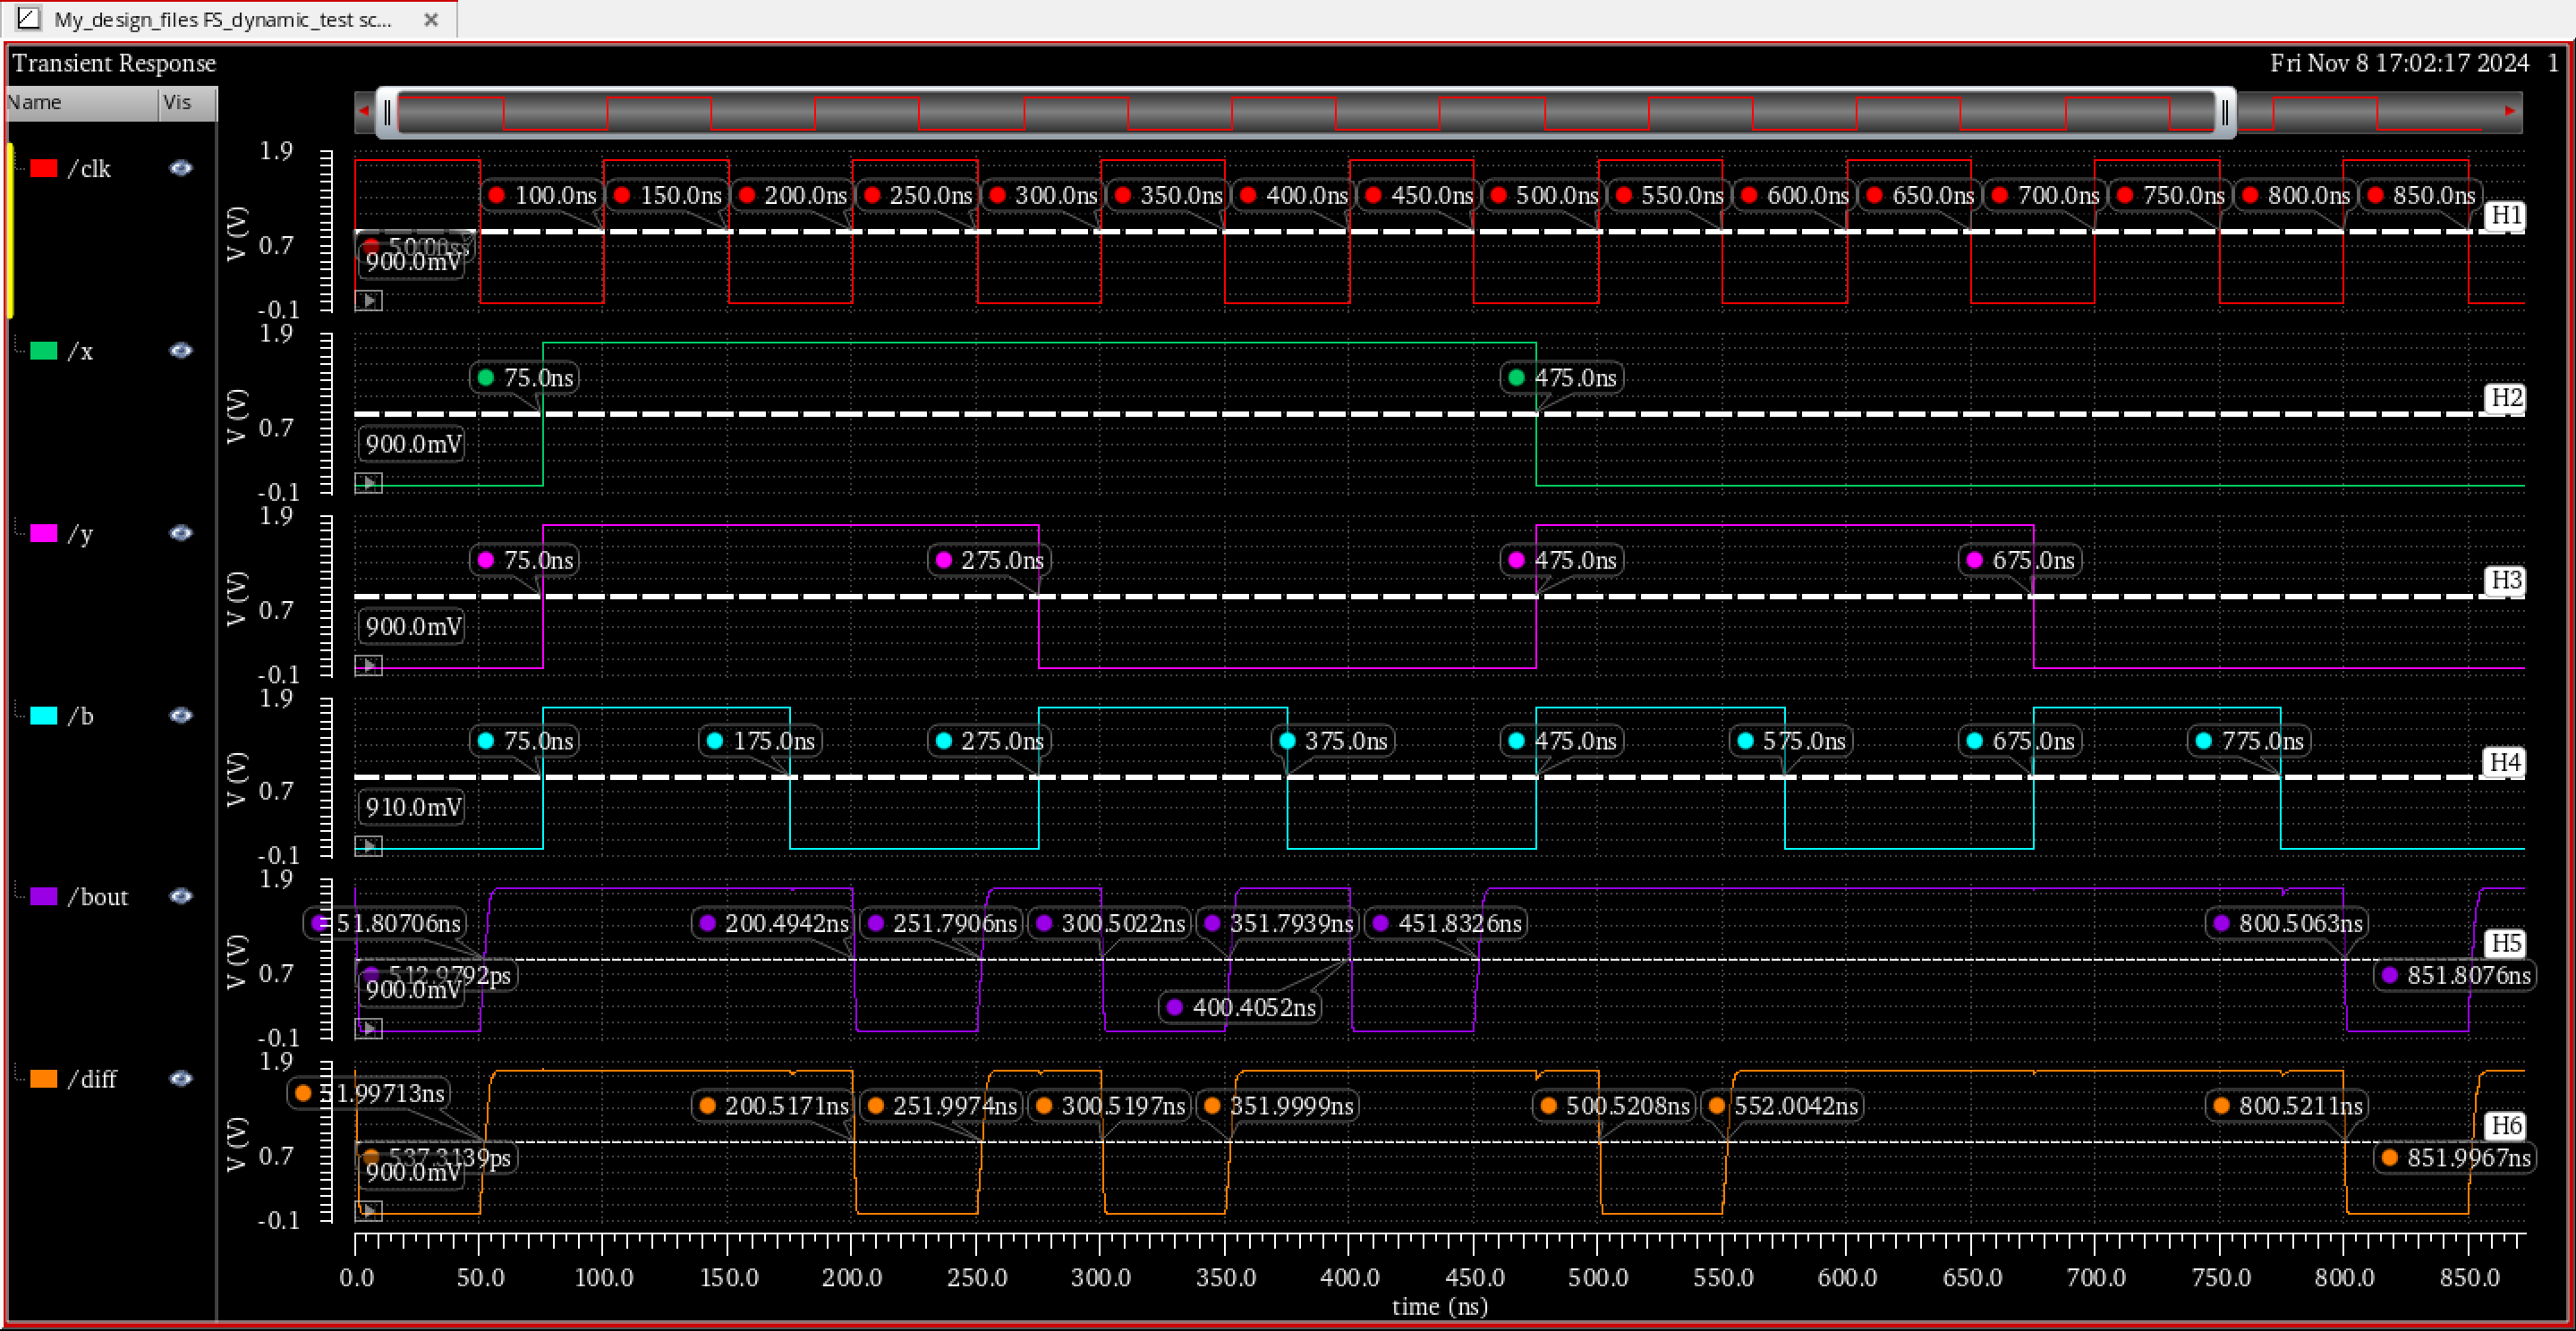 My_design_files FS_dynamic_test sc...
Transient Response
Fri Nov 8 17:02:17 2024 1
Name Vis
/clk
1.9
0.7
-0.1
V (V)
100.0ns 150.0ns 200.0ns 250.0ns 300.0ns 350.0ns 400.0ns 450.0ns 500.0ns 550.0ns 600.0ns 650.0ns 700.0ns 750.0ns 800.0ns 850.0ns
H1
900.0mV
/x
1.9
0.7
-0.1
V (V)
75.0ns 475.0ns
H2
900.0mV
/y
1.9
0.7
-0.1
V (V)
75.0ns 275.0ns 475.0ns 675.0ns
H3
900.0mV
/b
1.9
0.7
-0.1
V (V)
75.0ns 175.0ns 275.0ns 375.0ns 475.0ns 575.0ns 675.0ns 775.0ns
H4
910.0mV
/bout
1.9
0.7
-0.1
V (V)
51.80706ns 200.4942ns 251.7906ns 300.5022ns 351.7939ns 451.8326ns 800.5063ns
H5
851.8076ns
900.0mV
400.4052ns
/diff
1.9
0.7
-0.1
V (V)
51.99713ns 200.5171ns 251.9974ns 300.5197ns 351.9999ns 500.5208ns 552.0042ns 800.5211ns
H6
537.3139ps 851.9967ns
900.0mV
0.0 50.0 100.0 150.0 200.0 250.0 300.0 350.0 400.0 450.0 500.0 550.0 600.0 650.0 700.0 750.0 800.0 850.0
time (ns)